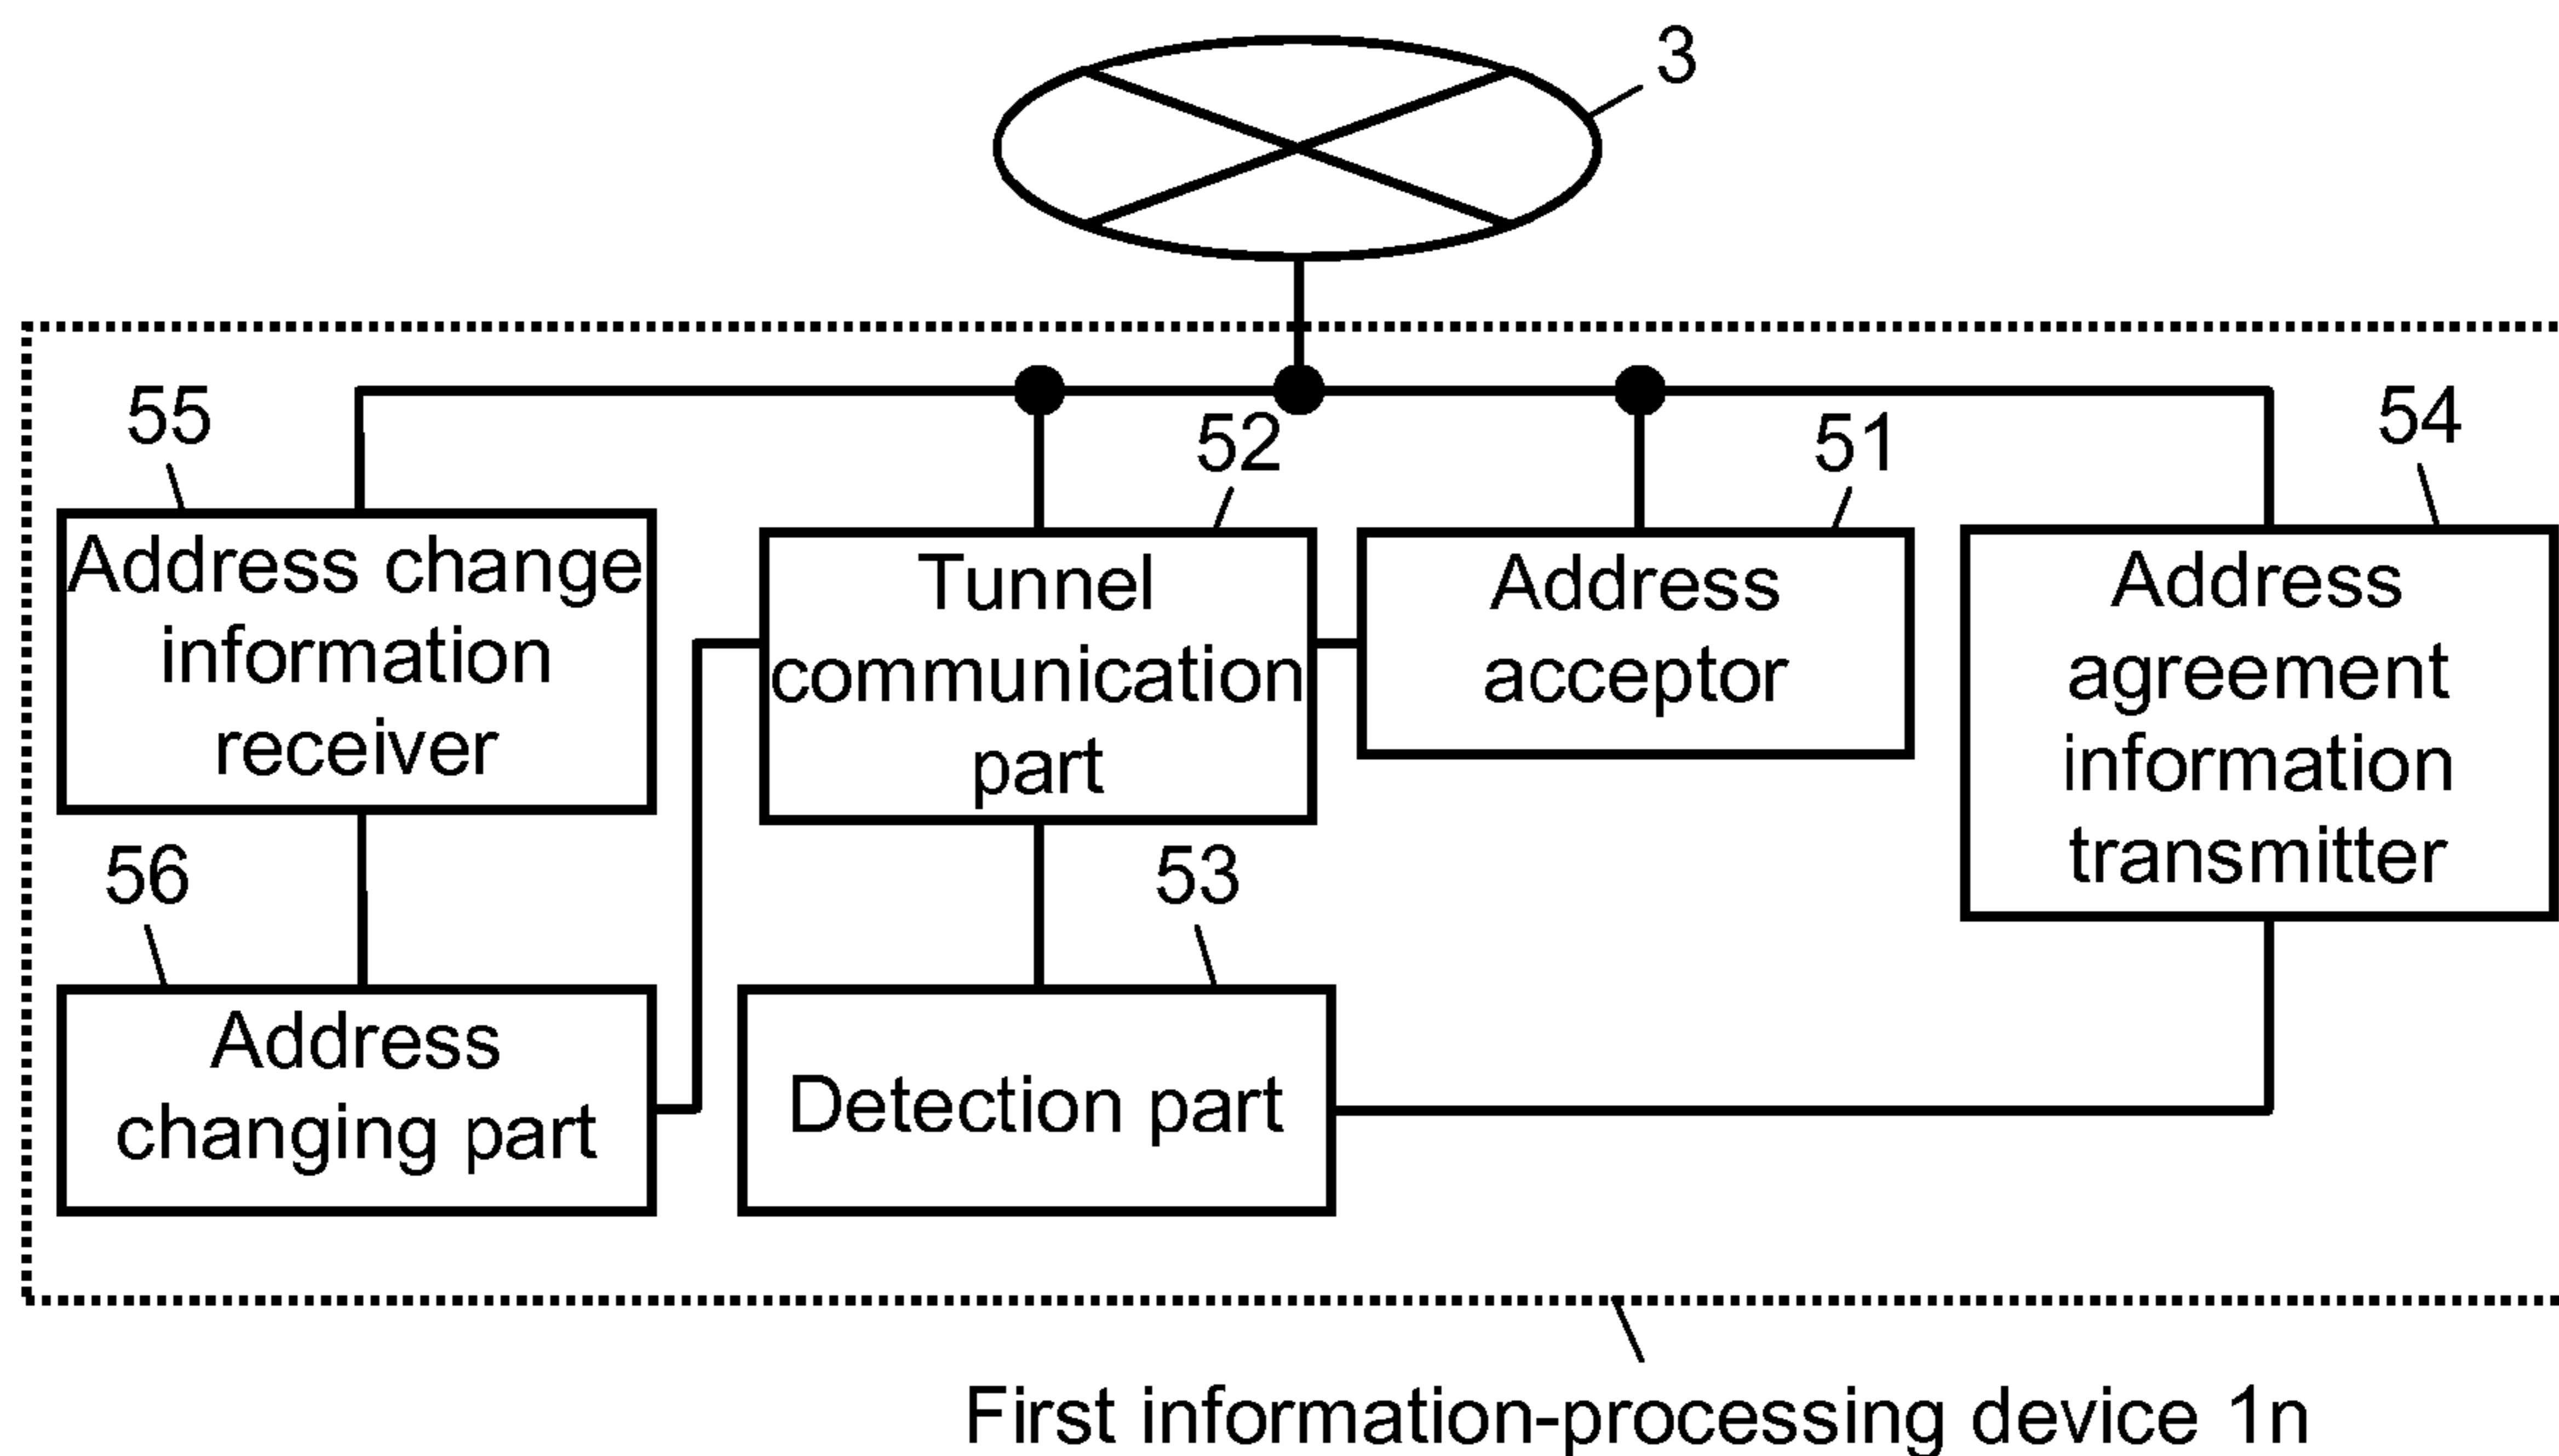 3
55
52
51
54
Address change
information
receiver
Tunnel
communication
part
Address
acceptor
Address
agreement
information
transmitter
56
53
Address
changing part
Detection part
First information-processing device 1n